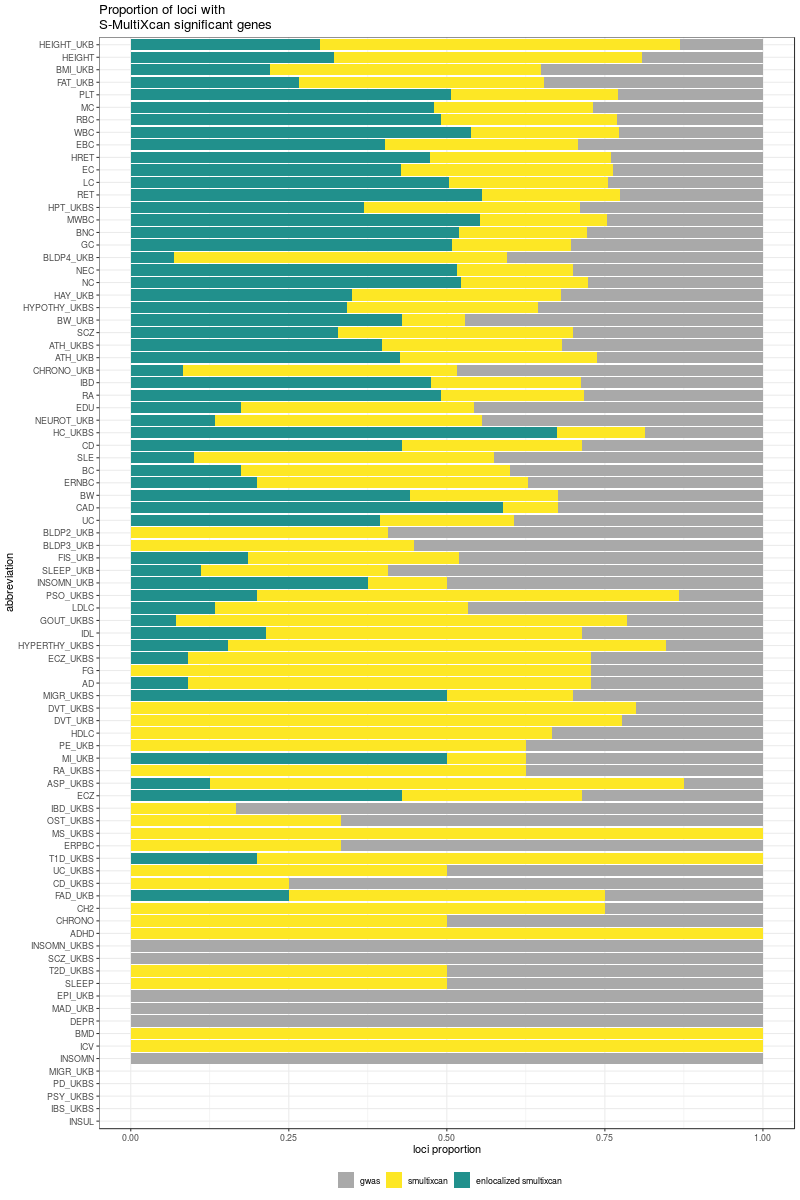 Proportion of loci with
S-MultiXcan significant genes
HEIGHT_UKB
HEIGHT
BMI_UKB
FAT_UKB
PLT
MC
RBC
WBC
EBC
HRET
EC
LC
RET
HPT_UKBS
MWBC
BNC
GC
BLDP4_UKB
NEC
NC
HAY_UKB
HYPOTHY_UKBS
BW_UKB
SCZ
ATH_UKBS
ATH_UKB
CHRONO_UKB
IBD
RA
EDU
NEUROT_UKB
HC_UKBS
CD
SLE
BC
ERNBC
BW
CAD
UC
BLDP2_UKB
BLDP3_UKB
FIS_UKB
SLEEP_UKB
INSOMN_UKB
PSO_UKBS
LDLC
GOUT_UKBS
IDL
HYPERTHY_UKBS
ECZ_UKBS
FG
AD
MIGR_UKBS
DVT_UKBS
DVT_UKB
HDLC
PE_UKB
MI_UKB
RA_UKBS
ASP_UKBS
ECZ
IBD_UKBS
OST_UKBS
MS_UKBS
ERPBC
T1D_UKBS
UC_UKBS
CD_UKBS
FAD_UKB
CH2
CHRONO
ADHD
INSOMN_UKBS
SCZ_UKBS
T2D_UKBS
SLEEP
EPI_UKB
MAD_UKB
DEPR
BMD
ICV
INSOMN
MIGR_UKB
PD_UKBS
PSY_UKBS
IBS_UKBS
INSUL
abbreviation
0.00 0.25 0.50 0.75 1.00
loci proportion
gwas smultixcan enlocalized smultixcan